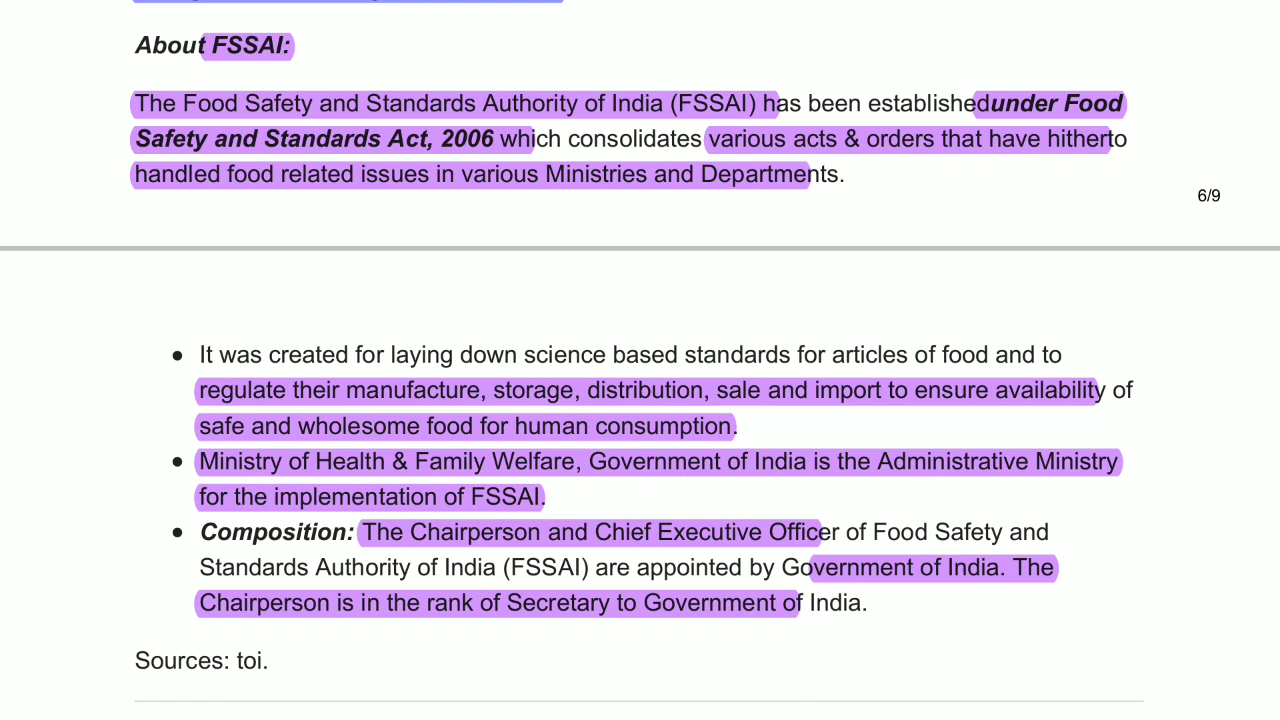 About FSSAI:
The Food Safety and Standards Authority of India (FSSAI) has been establishedunder Food
Safety and Standards Act, 2006 which consolidates various acts & orders that have hitherto
handled food related issues in various Ministries and Departments.
6/9
● It was created for laying down science based standards for articles of food and to
regulate their manufacture, storage, distribution, sale and import to ensure availability of
safe and wholesome food for human consumption.
● Ministry of Health & Family Welfare, Government of India is the Administrative Ministry
for the implementation of FSSAI.
● Composition: The Chairperson and Chief Executive Officer of Food Safety and
Standards Authority of India (FSSAI) are appointed by Government of India. The
Chairperson is in the rank of Secretary to Government of India.
Sources: toi.